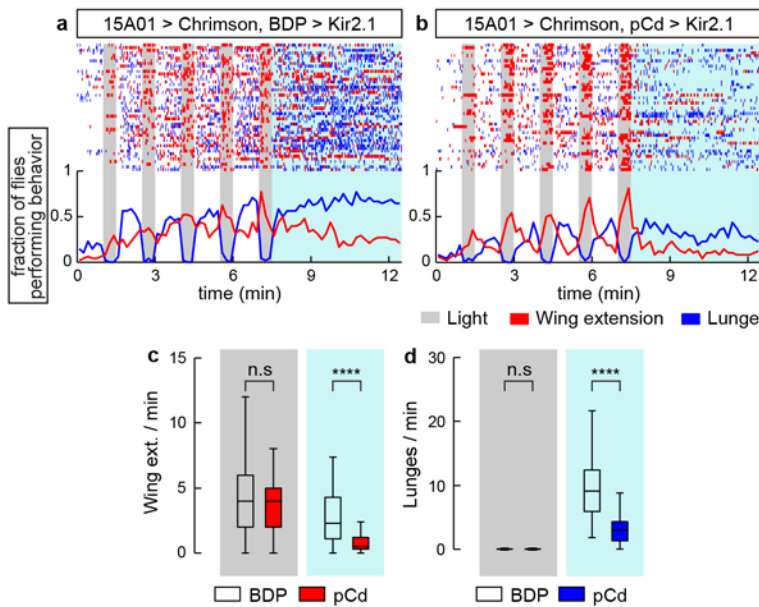 a
15A01 > Chrimson, BDP > Kir2.1
b
15A01 > Chrimson, pCd > Kir2.1
fraction of flies
performing behavior
1
0.5
0
0 3 6 9 12
time (min)
1
0.5
0
0 3 6 9 12
time (min)
Light Wing extension Lunge
c
Wing ext. / min
15
10
5
0
n.s
****
BDP pCd
d
Lunges / min
30
20
10
0
n.s
****
BDP pCd